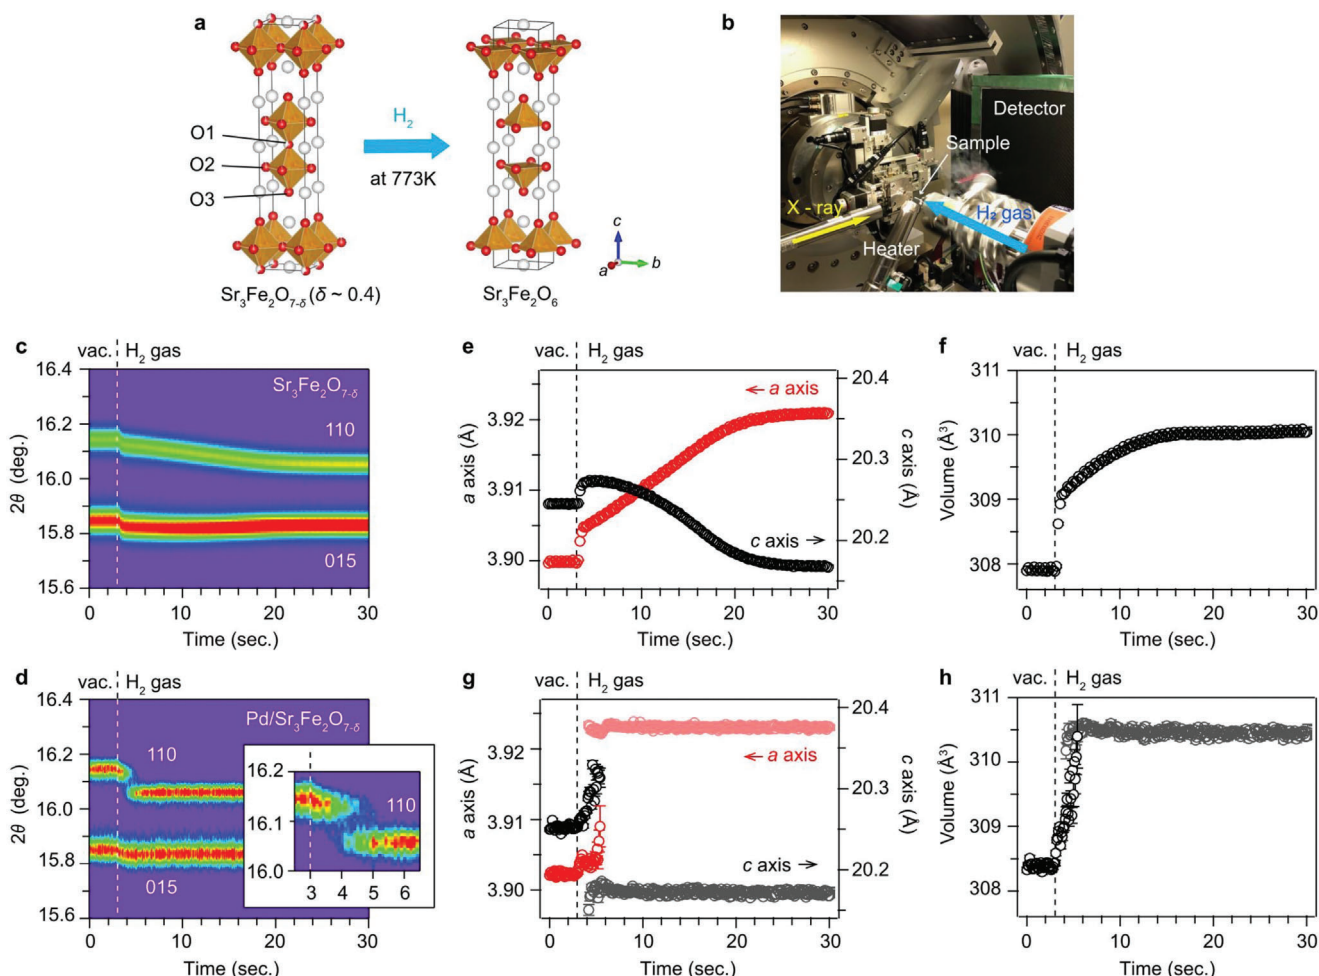 a
O1
O2
O3
H₂
at 773K
Sr₃Fe₂O₇₋δ (δ ~ 0.4)
Sr₃Fe₂O₆
c
a
b
b
Detector
Sample
X - ray
H₂ gas
Heater
c
vac. H₂ gas
Sr₃Fe₂O₇₋δ
110
015
2θ (deg.)
16.4
16.2
16.0
15.8
15.6
0 10 20 30
Time (sec.)
e
vac. H₂ gas
← a axis
c axis →
a axis (Å)
3.92
3.91
3.90
c axis (Å)
20.4
20.3
20.2
0 10 20 30
Time (sec.)
f
vac. H₂ gas
Volume (Å³)
311
310
309
308
0 10 20 30
Time (sec.)
d
vac. H₂ gas
Pd/Sr₃Fe₂O₇₋δ
110
015
2θ (deg.)
16.4
16.2
16.0
15.8
15.6
0 10 20 30
Time (sec.)
16.2
16.1
16.0
110
3 4 5 6
g
vac. H₂ gas
← a axis
c axis →
a axis (Å)
3.92
3.91
3.90
c axis (Å)
20.4
20.3
20.2
0 10 20 30
Time (sec.)
h
vac. H₂ gas
Volume (Å³)
311
310
309
308
0 10 20 30
Time (sec.)